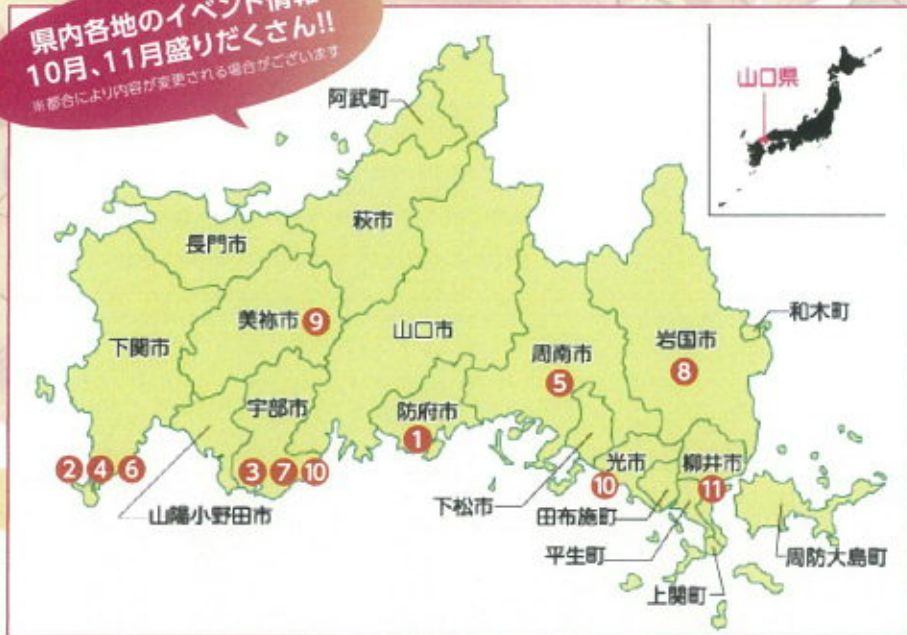 県内各地のイベント情報
10月、11月盛りだくさん!!
※都合により内容が変更される場合がございます
山口県
阿武町
萩市
長門市
美祢市 9
山口市
下関市
周南市
5
岩国市
8
和木町
宇部市
防府市
1
2 4 6
3 7 10
光市
10
柳井市
11
山陽小野田市
下松市
田布施町
平生町
上関町
周防大島町